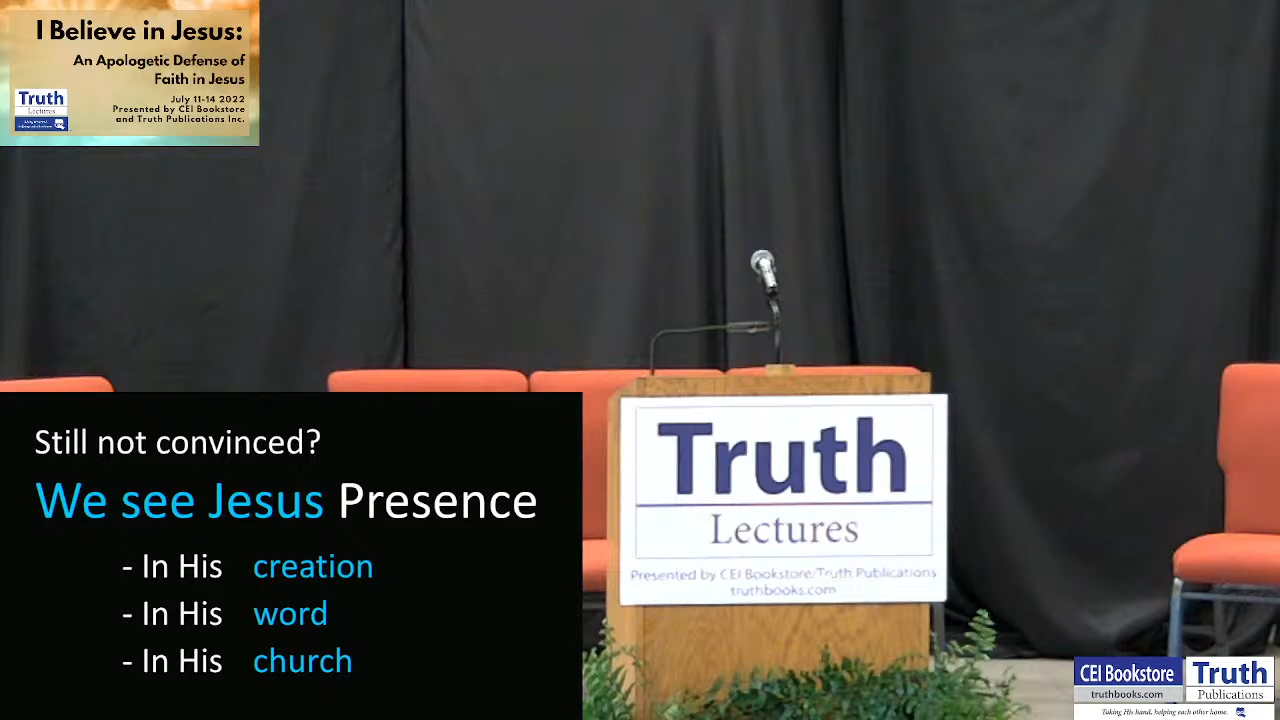 I Believe in Jesus:
An Apologetic Defense of
Faith in Jesus
July 11-14 2022
Presented by CEI Bookstore
and Truth Publications Inc.
Truth
Lectures
Still not convinced?
We see Jesus Presence
- In His creation
- In His word
- In His church
Truth
Lectures
Presented by CEI Bookstore/Truth Publications
truthbooks.com
CEI Bookstore
truthbooks.com
Truth
Publications
Taking His hand, helping each other home.